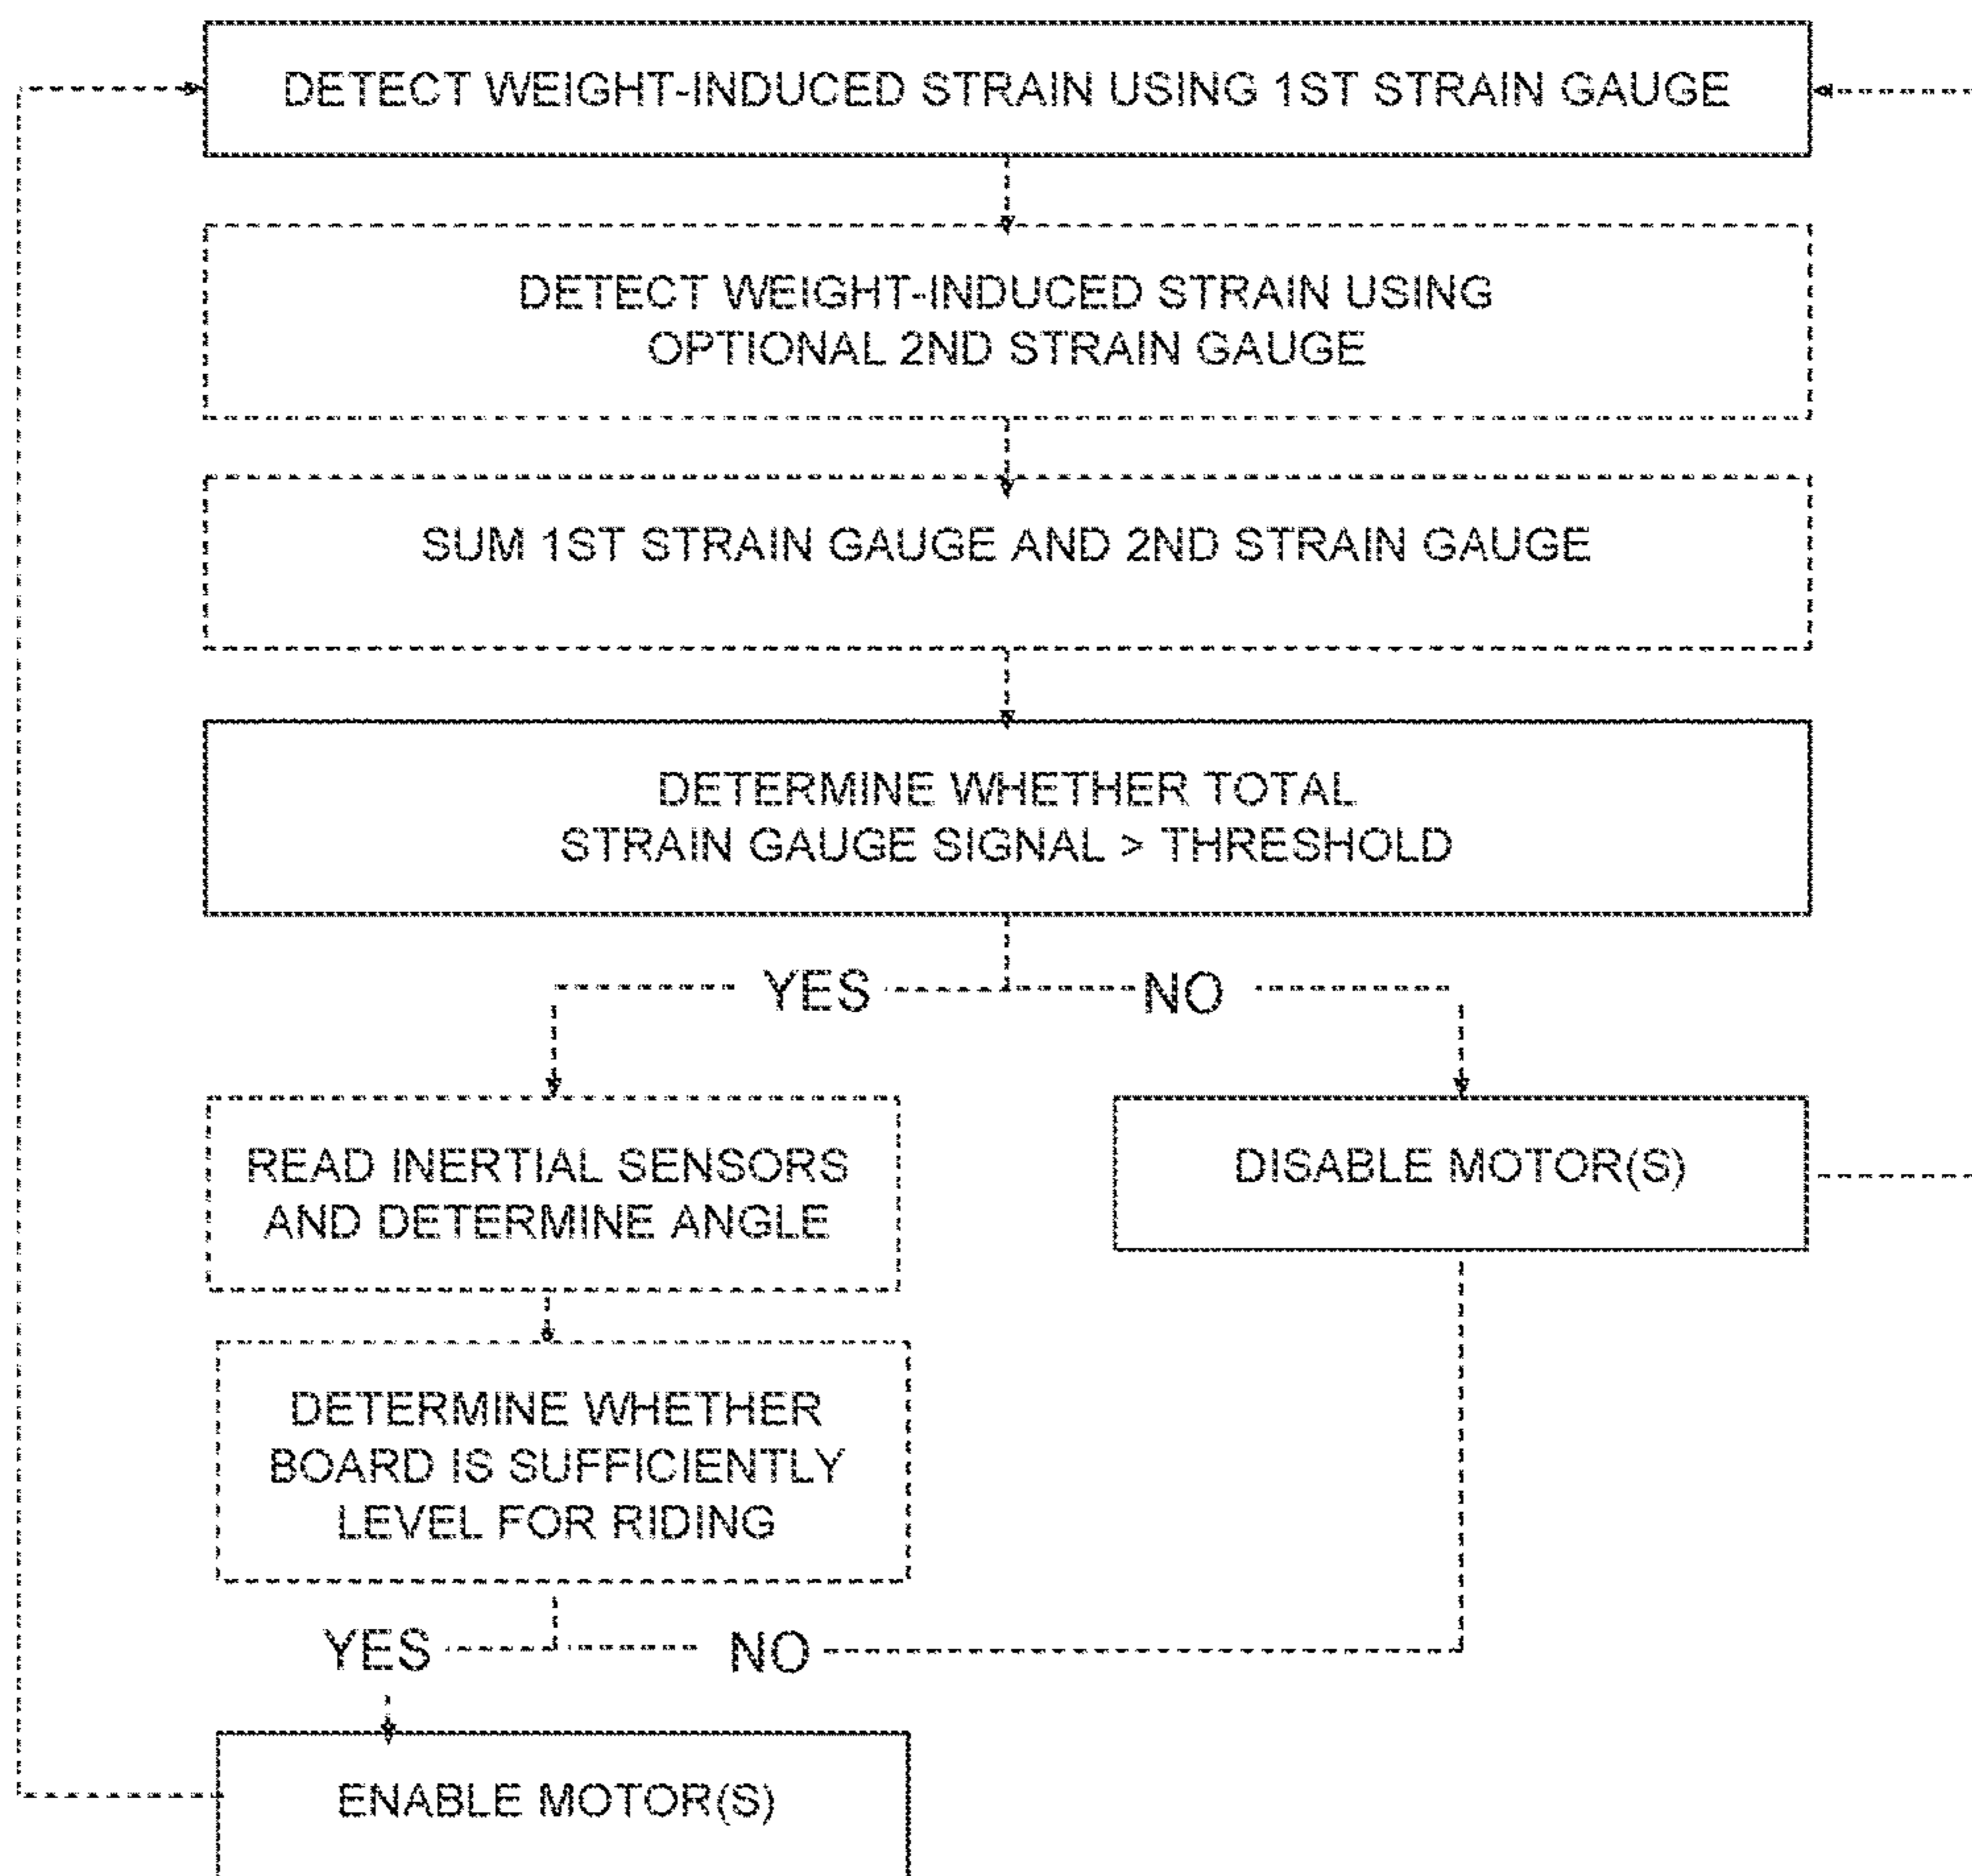 DETECT WEIGHT-INDUCED STRAIN USING 1ST STRAIN GAUGE
DETECT WEIGHT-INDUCED STRAIN USING
OPTIONAL 2ND STRAIN GAUGE
SUM 1ST STRAIN GAUGE AND 2ND STRAIN GAUGE
DETERMINE WHETHER TOTAL
STRAIN GAUGE SIGNAL > THRESHOLD
YES
NO
READ INERTIAL SENSORS
AND DETERMINE ANGLE
DISABLE MOTOR(S)
DETERMINE WHETHER
BOARD IS SUFFICIENTLY
LEVEL FOR RIDING
YES
NO
ENABLE MOTOR(S)